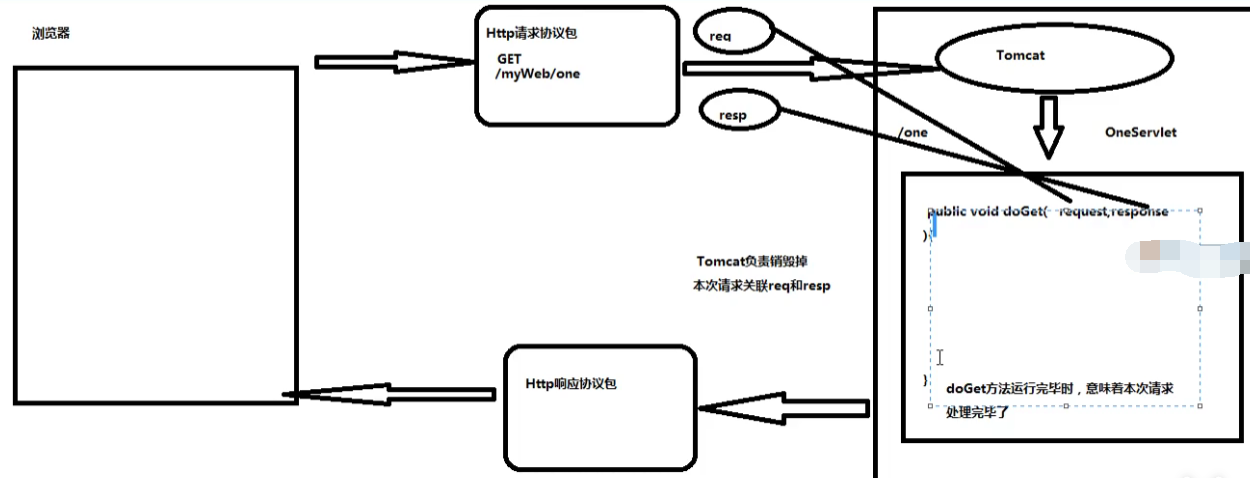 浏览器
Http请求协议包
GET
/myWeb/one
req
resp
Tomcat
/one
OneServlet
public void doGet( request,response
){
Tomcat负责销毁掉
本次请求关联req和resp
}
doGet方法运行完毕时，意味着本次请求
处理完毕了
Http响应协议包